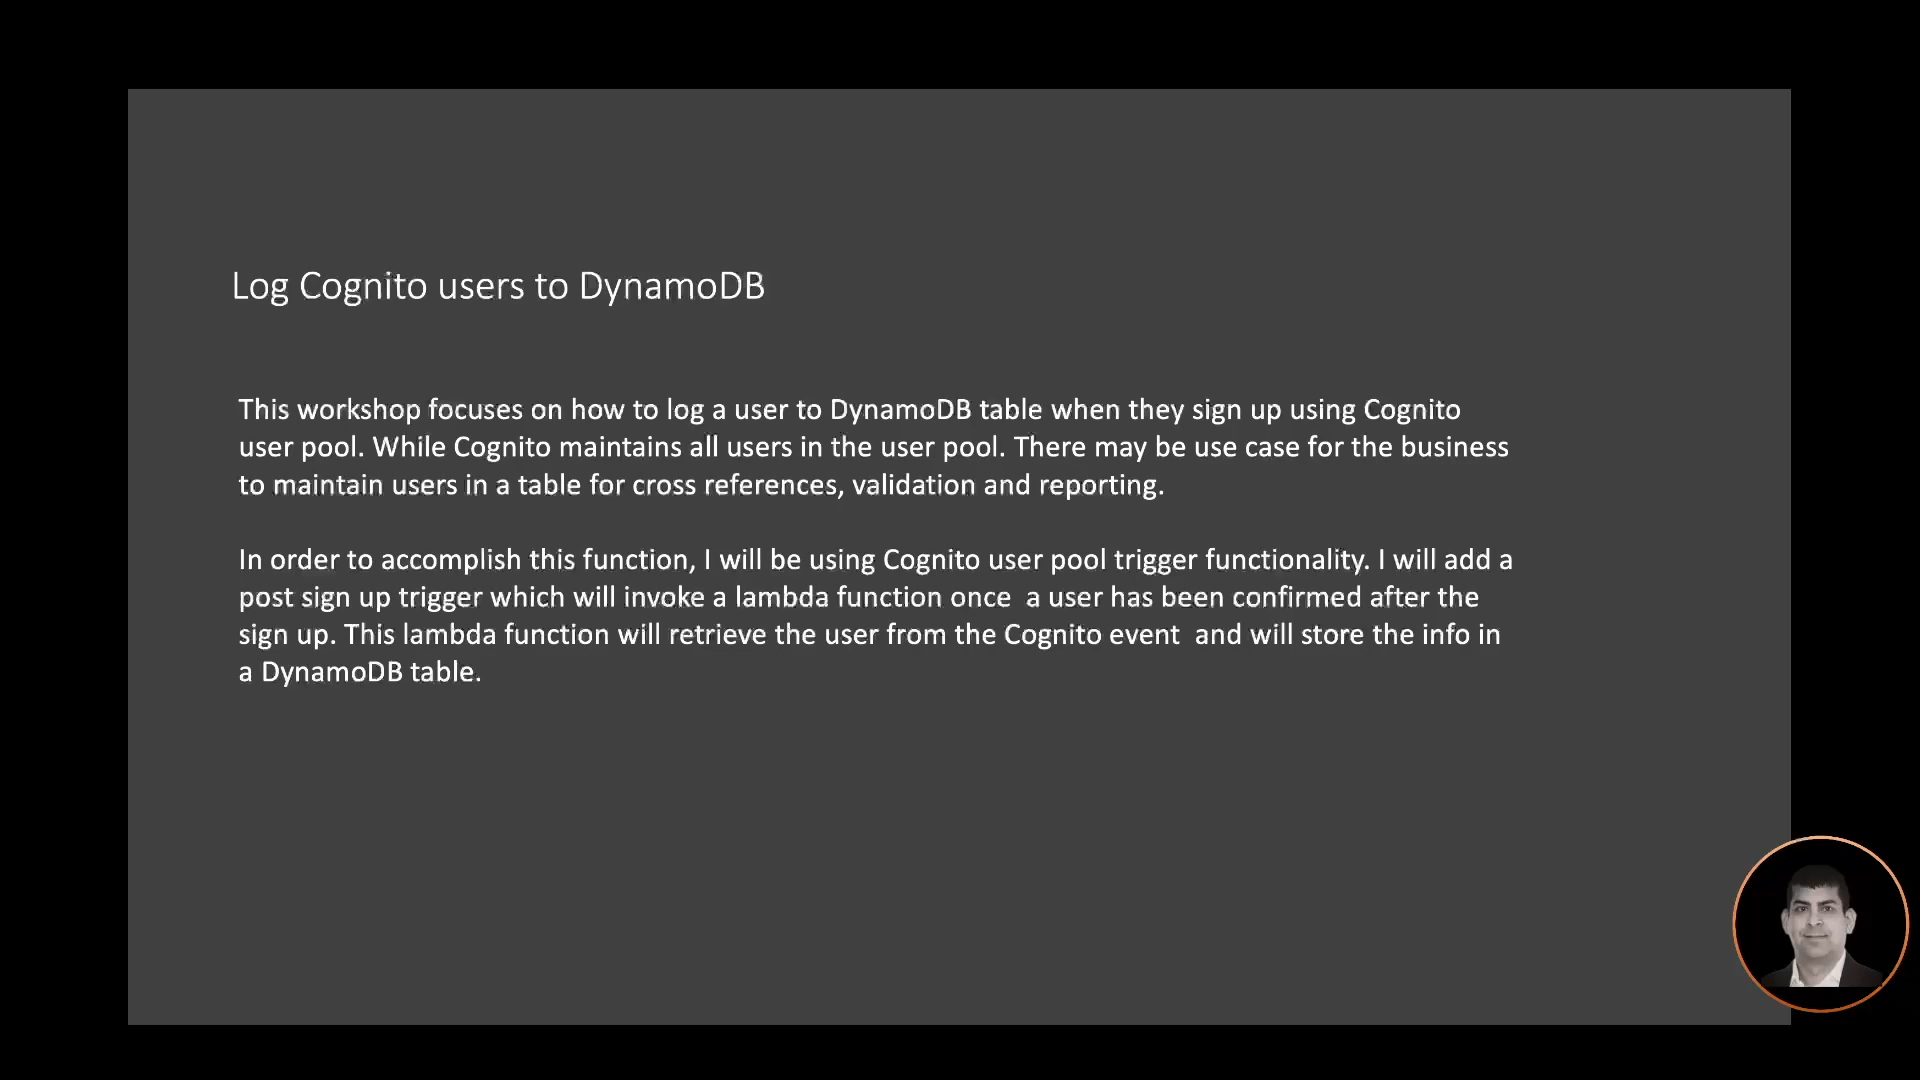 Log Cognito users to DynamoDB
This workshop focuses on how to log a user to DynamoDB table when they sign up using Cognito
user pool. While Cognito maintains all users in the user pool. There may be use case for the business
to maintain users in a table for cross references, validation and reporting.
In order to accomplish this function, I will be using Cognito user pool trigger functionality. I will add a
post sign up trigger which will invoke a lambda function once  a user has been confirmed after the
sign up. This lambda function will retrieve the user from the Cognito event  and will store the info in
a DynamoDB table.